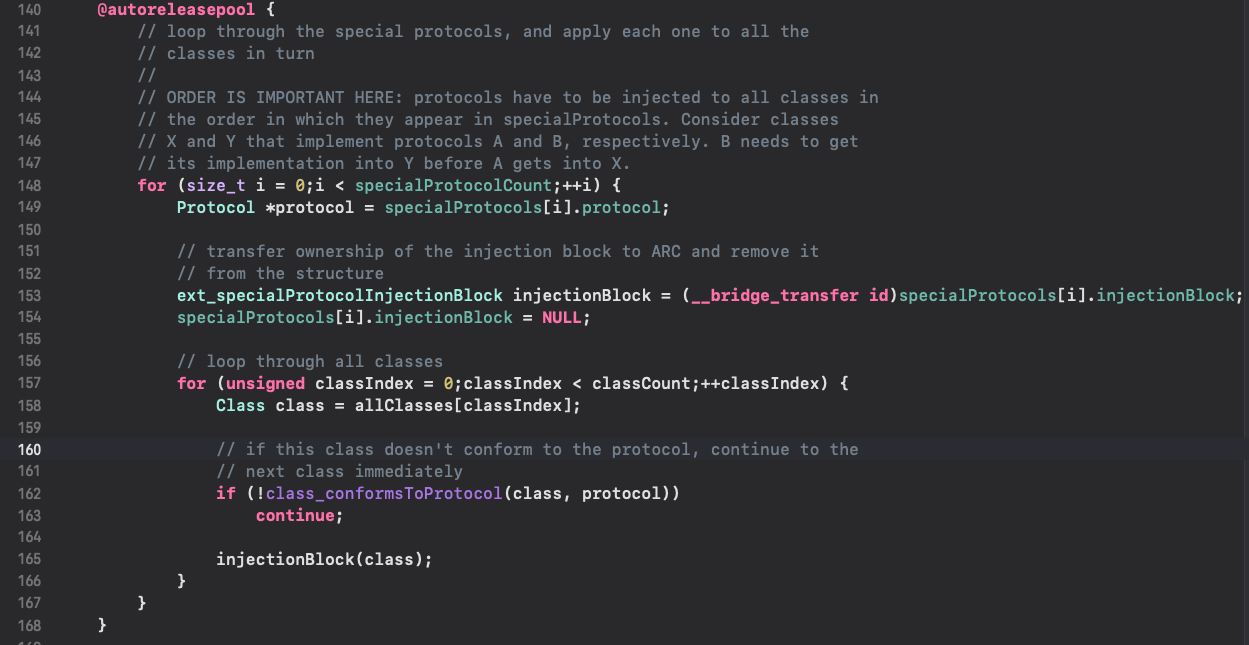 140 @autoreleasepool {
141 // loop through the special protocols, and apply each one to all the
142 // classes in turn
143 //
144 // ORDER IS IMPORTANT HERE: protocols have to be injected to all classes in
145 // the order in which they appear in specialProtocols. Consider classes
146 // X and Y that implement protocols A and B, respectively. B needs to get
147 // its implementation into Y before A gets into X.
148 for (size_t i = 0;i < specialProtocolCount;++i) {
149 Protocol *protocol = specialProtocols[i].protocol;
150
151 // transfer ownership of the injection block to ARC and remove it
152 // from the structure
153 ext_specialProtocolInjectionBlock injectionBlock = (__bridge_transfer id)specialProtocols[i].injectionBlock;
154 specialProtocols[i].injectionBlock = NULL;
155
156 // loop through all classes
157 for (unsigned classIndex = 0;classIndex < classCount;++classIndex) {
158 Class class = allClasses[classIndex];
159
160 // if this class doesn't conform to the protocol, continue to the
161 // next class immediately
162 if (!class_conformsToProtocol(class, protocol))
163 continue;
164
165 injectionBlock(class);
166 }
167 }
168 }